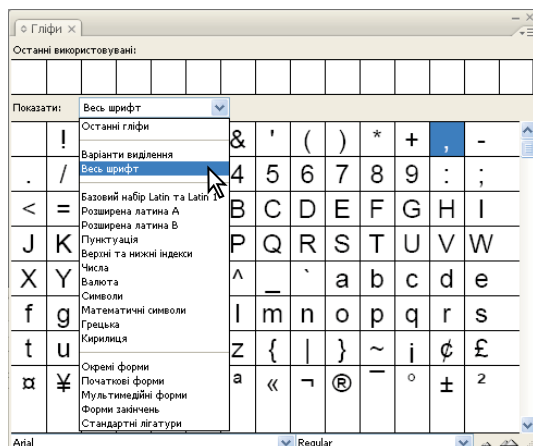 Гліфи
Останні використовувані:
Показати: Весь шрифт
Останні гліфи
Варіанти виділення
Весь шрифт
Базовий набір Latin та Latin 1
Розширена латина А
Розширена латина В
Пунктуація
Верхні та нижні індекси
Числа
Валюта
Символи
Математичні символи
Грецька
Кирилиця
Окремі форми
Початкові форми
Мультимедійні форми
Форми закінчень
Стандартні лігатури
! & ' ( ) * + , -
. / 4 5 6 7 8 9 : ;
< = B C D E F G H I
J K P Q R S T U V W
X Y ^ _ ` a b c d e
f g l m n o p q r s
t u z { | } ~ ¡ ¢ £
¤ ¥ ª « ¬ ® ¯ ° ± ²
Arial Regular